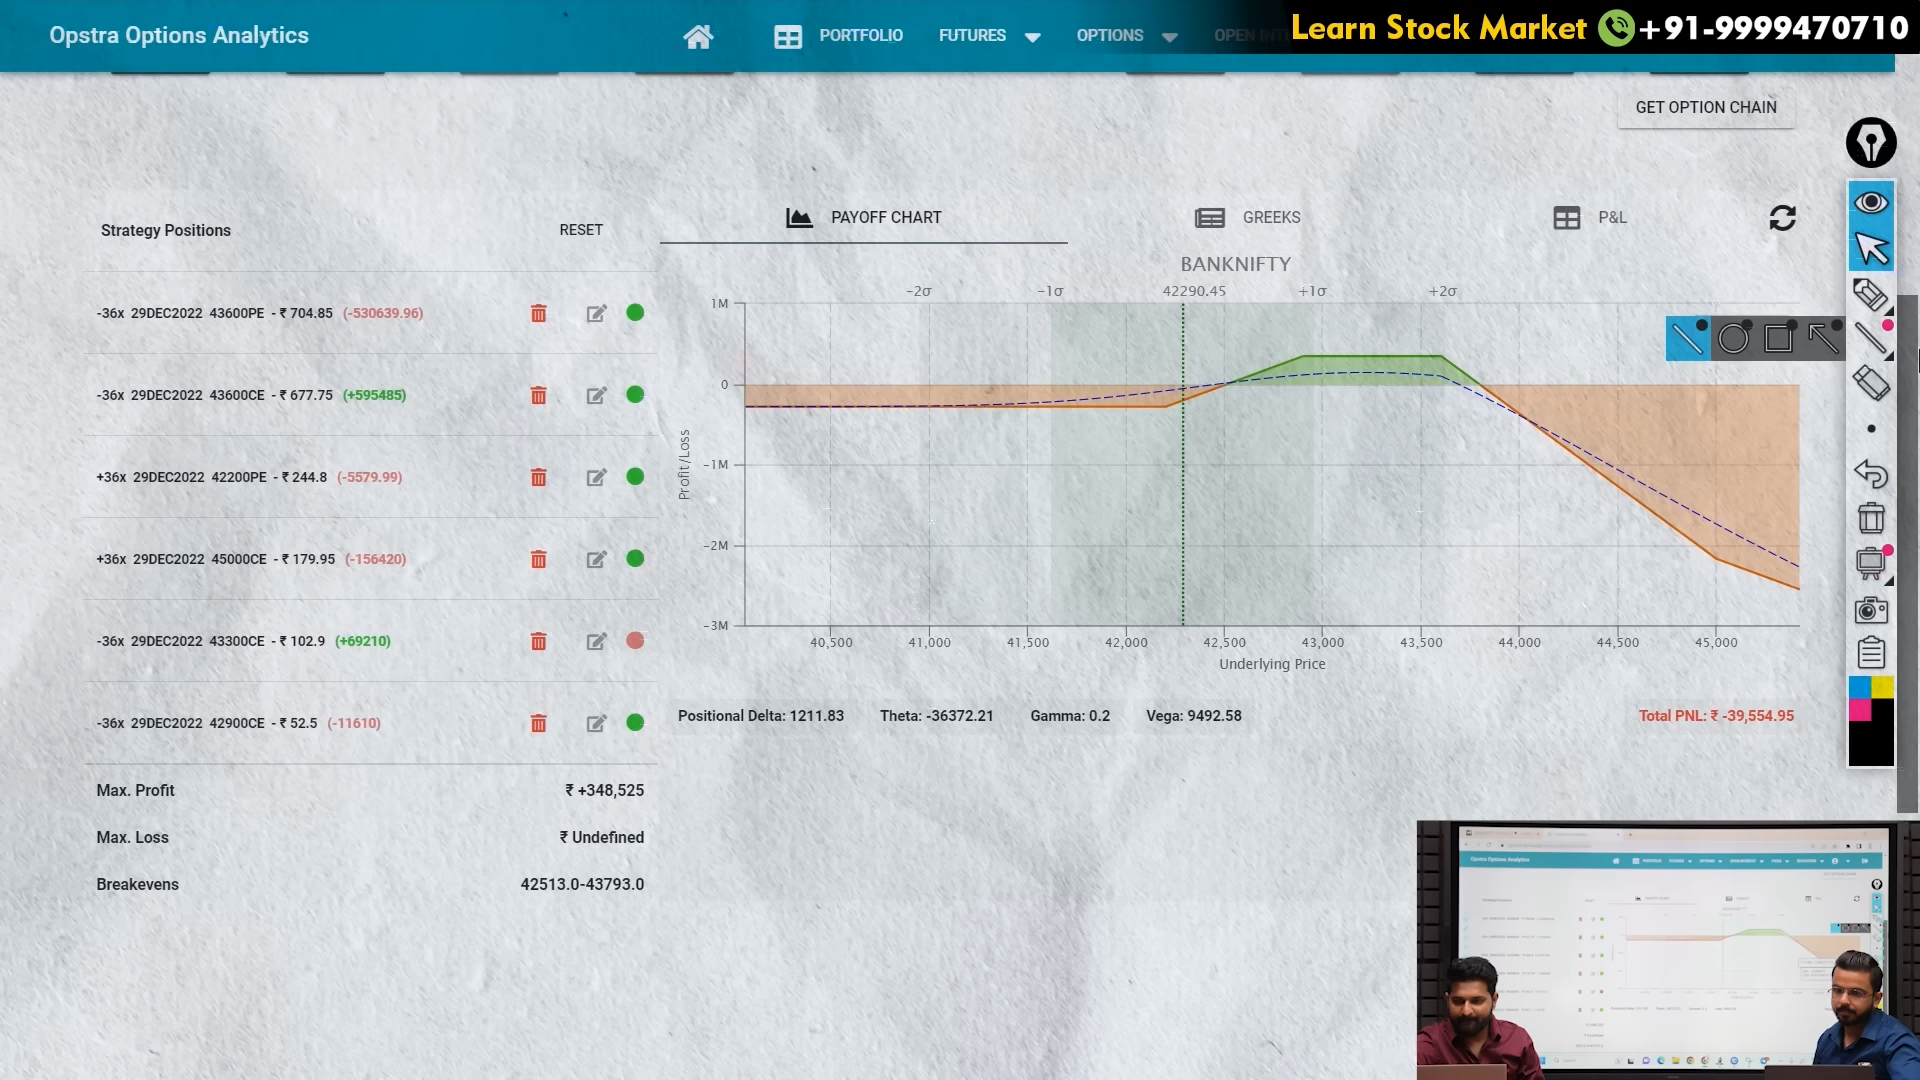 Opstra Options Analytics
PORTFOLIO
FUTURES
OPTIONS
OPEN INT
Learn Stock Market +91-9999470710
GET OPTION CHAIN
Strategy Positions
RESET
PAYOFF CHART
GREEKS
P&L
-36x 29DEC2022 43600PE - ₹ 704.85 (-530639.96)
-36x 29DEC2022 43600CE - ₹ 677.75 (+595485)
+36x 29DEC2022 42200PE - ₹ 244.8 (-5579.99)
+36x 29DEC2022 45000CE - ₹ 179.95 (-156420)
-36x 29DEC2022 43300CE - ₹ 102.9 (+69210)
-36x 29DEC2022 42900CE - ₹ 52.5 (-11610)
Max. Profit ₹ +348,525
Max. Loss ₹ Undefined
Breakevens 42513.0-43793.0
BANKNIFTY
-2σ -1σ 42290.45 +1σ +2σ
1M
0
-1M
-2M
-3M
Profit/Loss
40,500 41,000 41,500 42,000 42,500 43,000 43,500 44,000 44,500 45,000
Underlying Price
Positional Delta: 1211.83 Theta: -36372.21 Gamma: 0.2 Vega: 9492.58
Total PNL: ₹ -39,554.95
Opstra Options Analytics